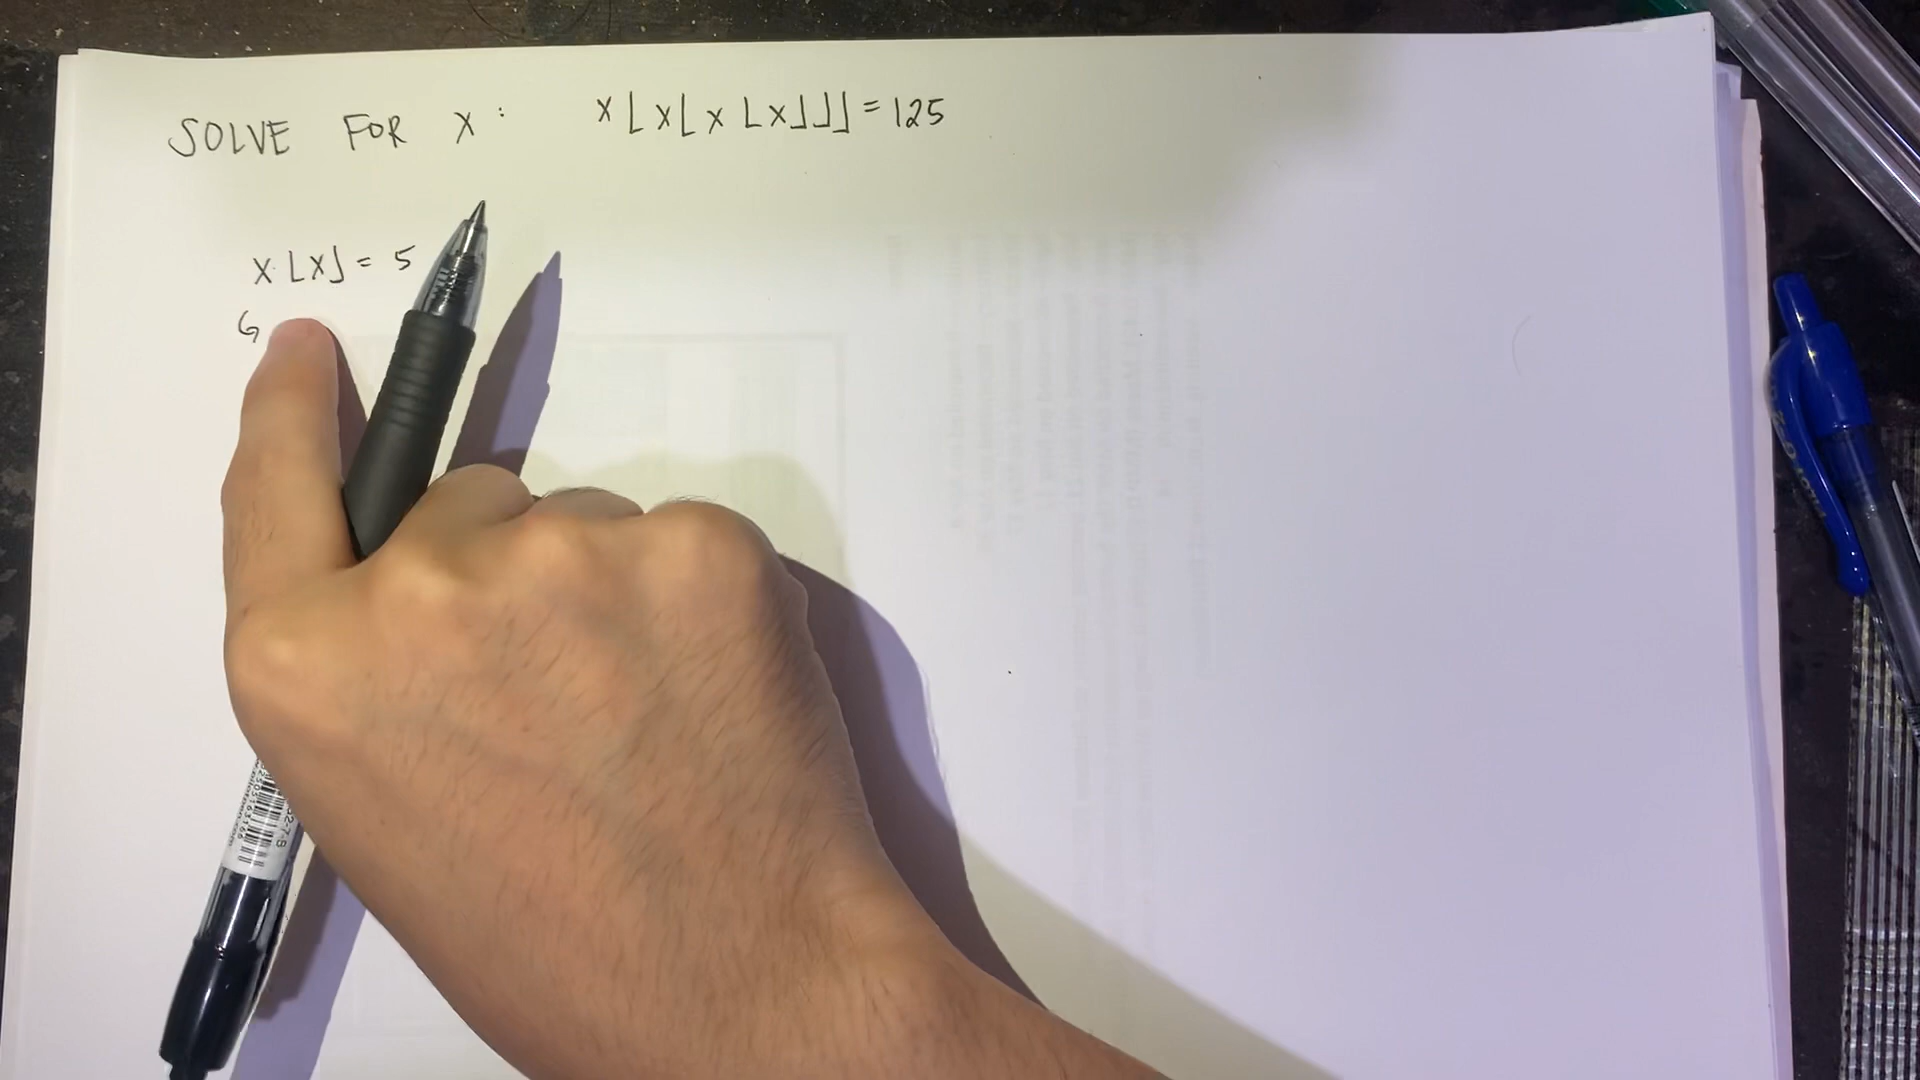 SOLVE FOR X: x⌊x⌊x⌊x⌋⌋⌋=125
x·⌊x⌋= 5